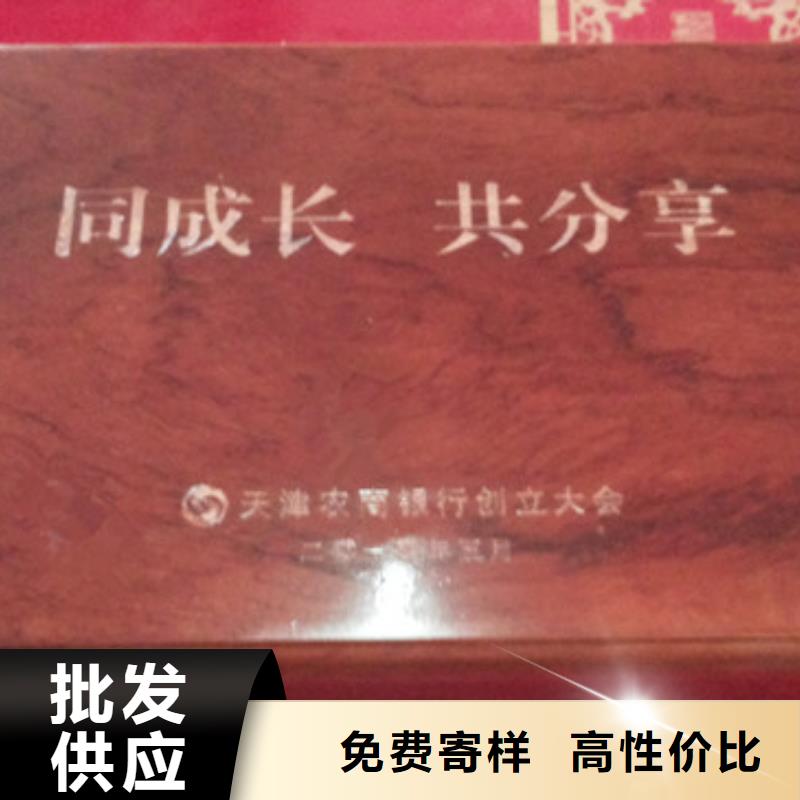 同成长 共分享
天津农商银行创立大会
批发
供应
免费寄样 高性价比